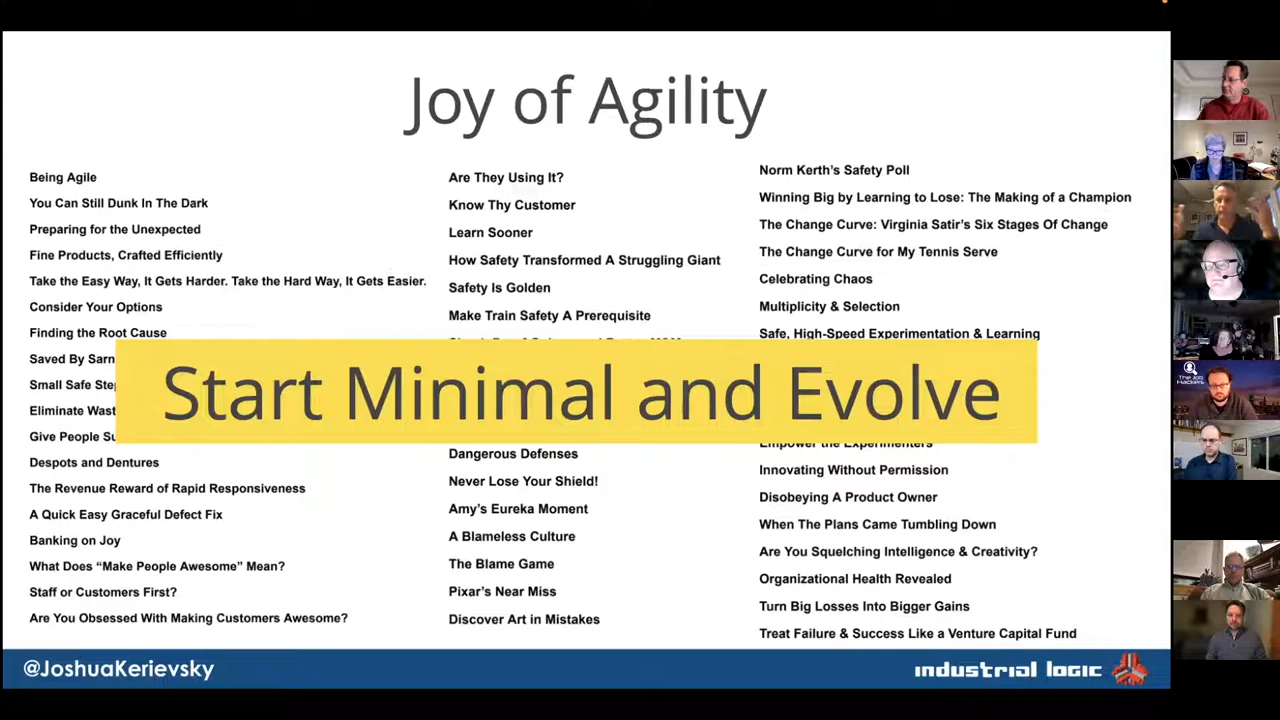 Joy of Agility
Being Agile
You Can Still Dunk In The Dark
Preparing for the Unexpected
Fine Products, Crafted Efficiently
Take the Easy Way, It Gets Harder. Take the Hard Way, It Gets Easier.
Consider Your Options
Finding the Root Cause
Saved By
Small Safe
Eliminate
Give People
Despots and Dentures
The Revenue Reward of Rapid Responsiveness
A Quick Easy Graceful Defect Fix
Banking on Joy
What Does “Make People Awesome” Mean?
Staff or Customers First?
Are You Obsessed With Making Customers Awesome?
Are They Using It?
Know Thy Customer
Learn Sooner
How Safety Transformed A Struggling Giant
Safety Is Golden
Make Train Safety A Prerequisite
Dangerous Defenses
Never Lose Your Shield!
Amy’s Eureka Moment
A Blameless Culture
The Blame Game
Pixar’s Near Miss
Discover Art in Mistakes
Norm Kerth’s Safety Poll
Winning Big by Learning to Lose: The Making of a Champion
The Change Curve: Virginia Satir’s Six Stages Of Change
The Change Curve for My Tennis Serve
Celebrating Chaos
Multiplicity & Selection
Safe, High-Speed Experimentation & Learning
Empower the Experimenters
Innovating Without Permission
Disobeying A Product Owner
When The Plans Came Tumbling Down
Are You Squelching Intelligence & Creativity?
Organizational Health Revealed
Turn Big Losses Into Bigger Gains
Treat Failure & Success Like a Venture Capital Fund
Start Minimal and Evolve
@JoshuaKerievsky
industrial logic
The Job
Hackers